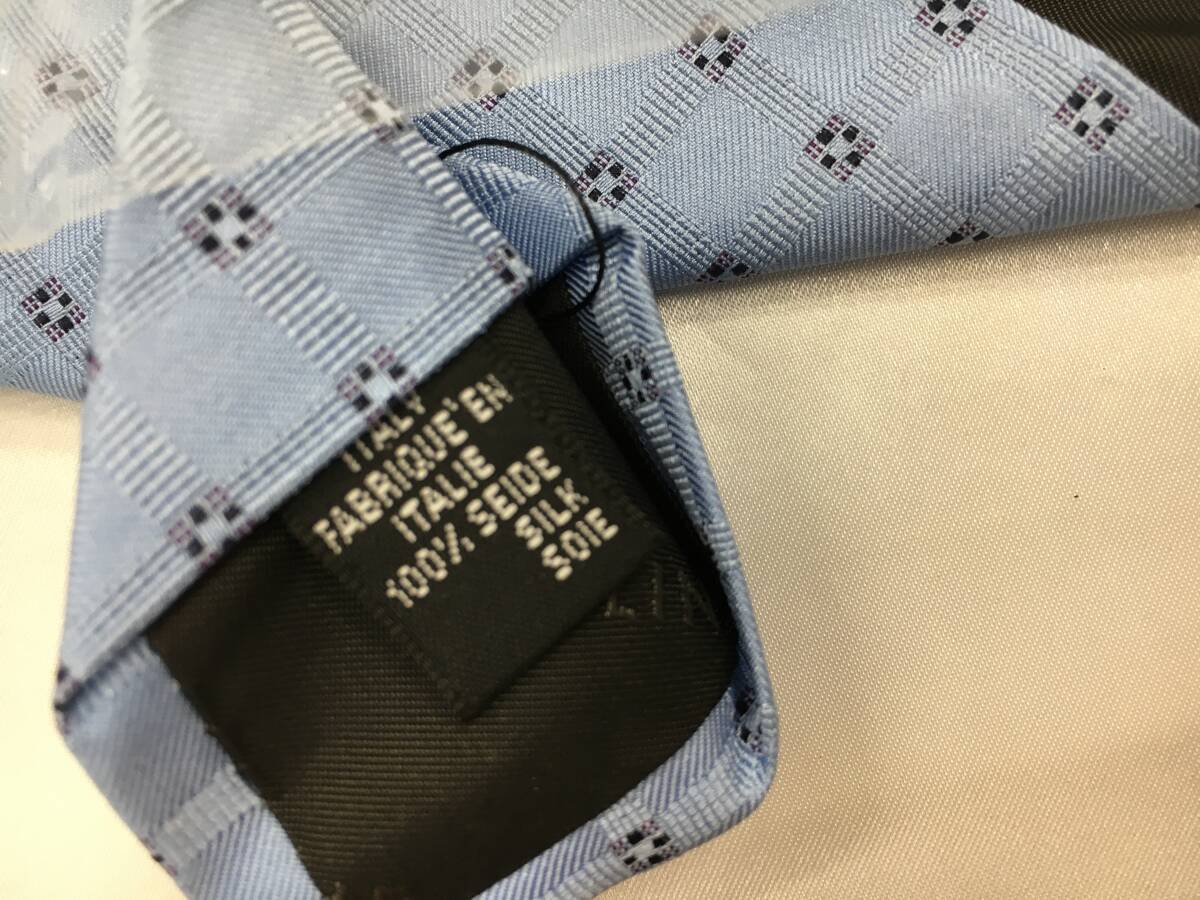 ITALY
FABRIQUE'EN
ITALIE
100% SEIDE
SILK
SOIE